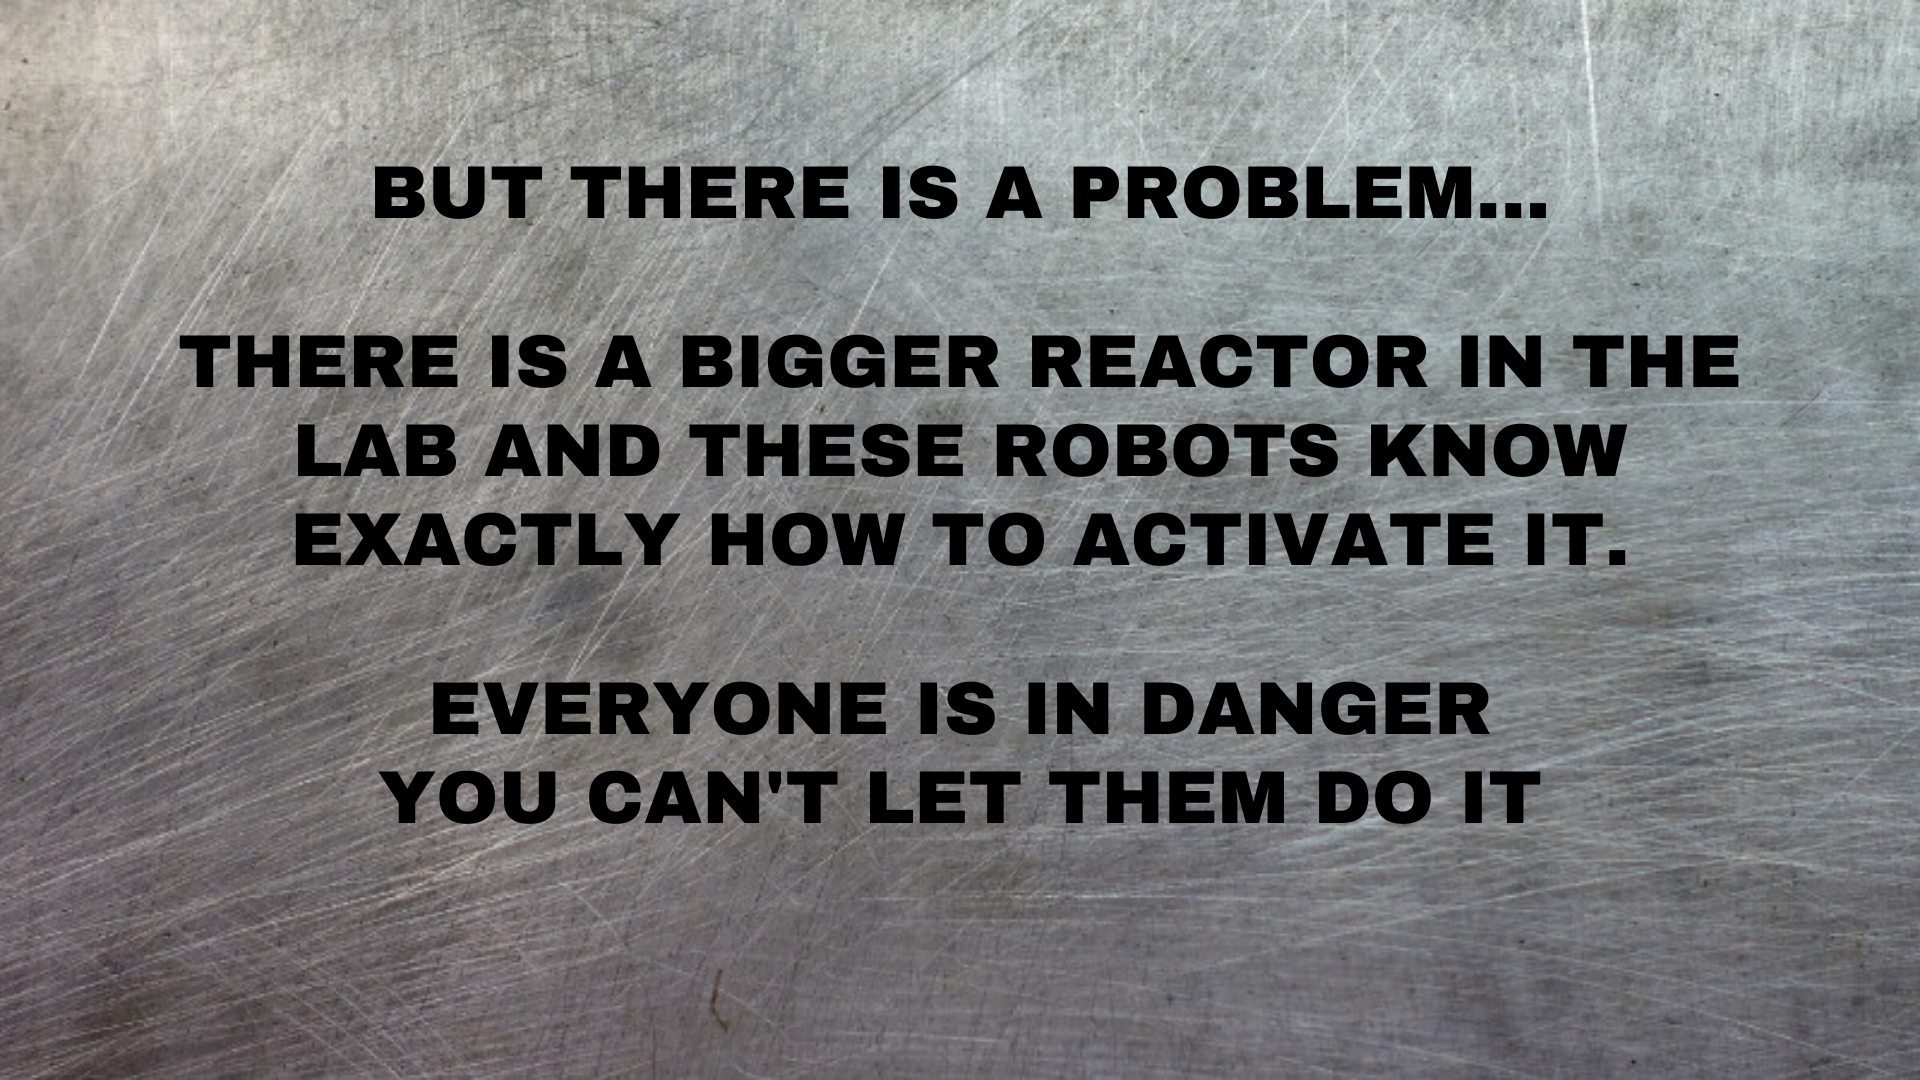 BUT THERE IS A PROBLEM...
THERE IS A BIGGER REACTOR IN THE
LAB AND THESE ROBOTS KNOW
EXACTLY HOW TO ACTIVATE IT.
EVERYONE IS IN DANGER
YOU CAN'T LET THEM DO IT